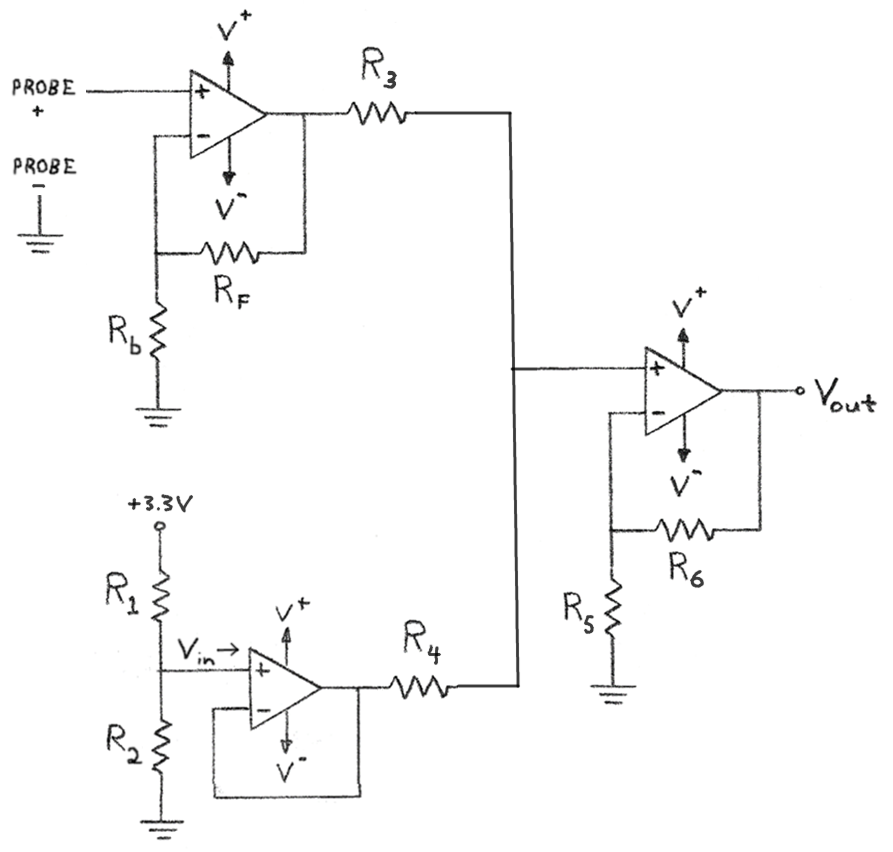 V+
R3
PROBE
+
+
-
PROBE
-
V-
RF
Rb
V+
+
-
Vout
V-
R6
R5
+3.3V
R1
Vin→
V+
+
-
R4
R2
V-